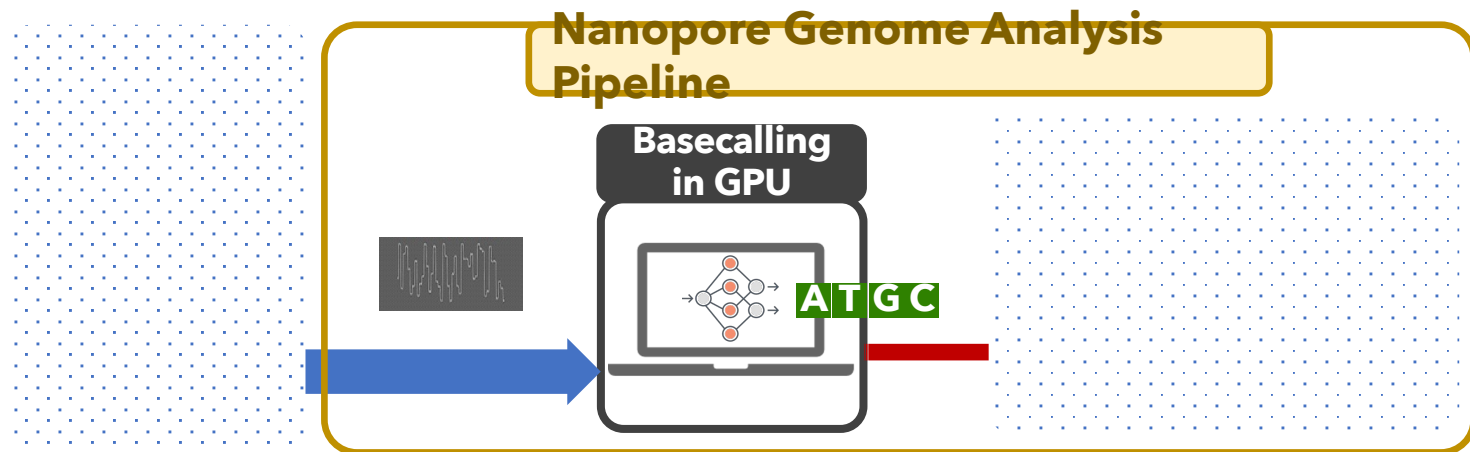 Nanopore Genome Analysis
Pipeline
Basecalling
in GPU
A T G C